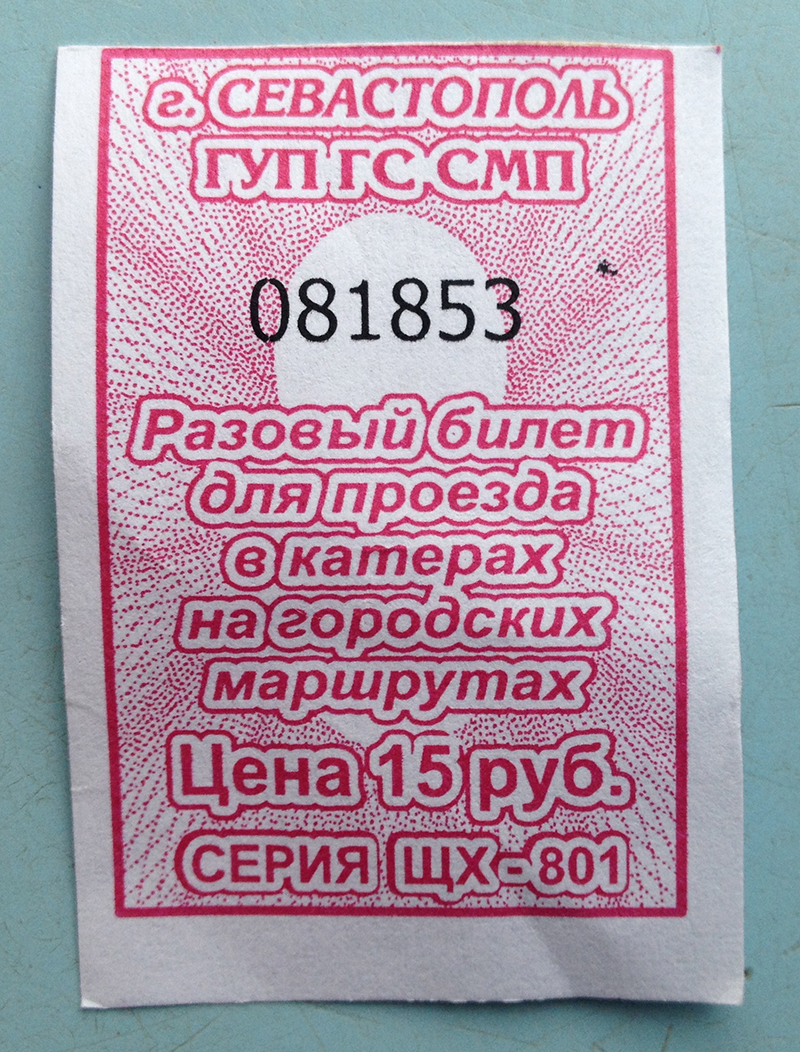 г. СЕВАСТОПОЛЬ
ГУП ГС СМП
081853
Разовый билет
для проезда
в катерах
на городских
маршрутах
Цена 15 руб.
СЕРИЯ ЩХ - 801